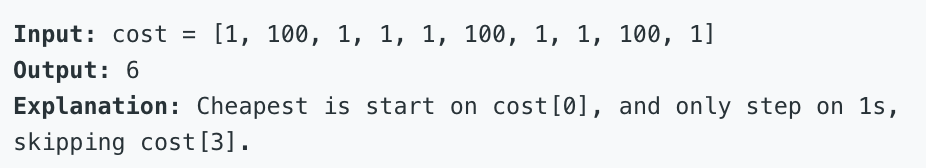 Input: cost = [1, 100, 1, 1, 1, 100, 1, 1, 100, 1]
Output: 6
Explanation: Cheapest is start on cost[0], and only step on 1s,
skipping cost[3].